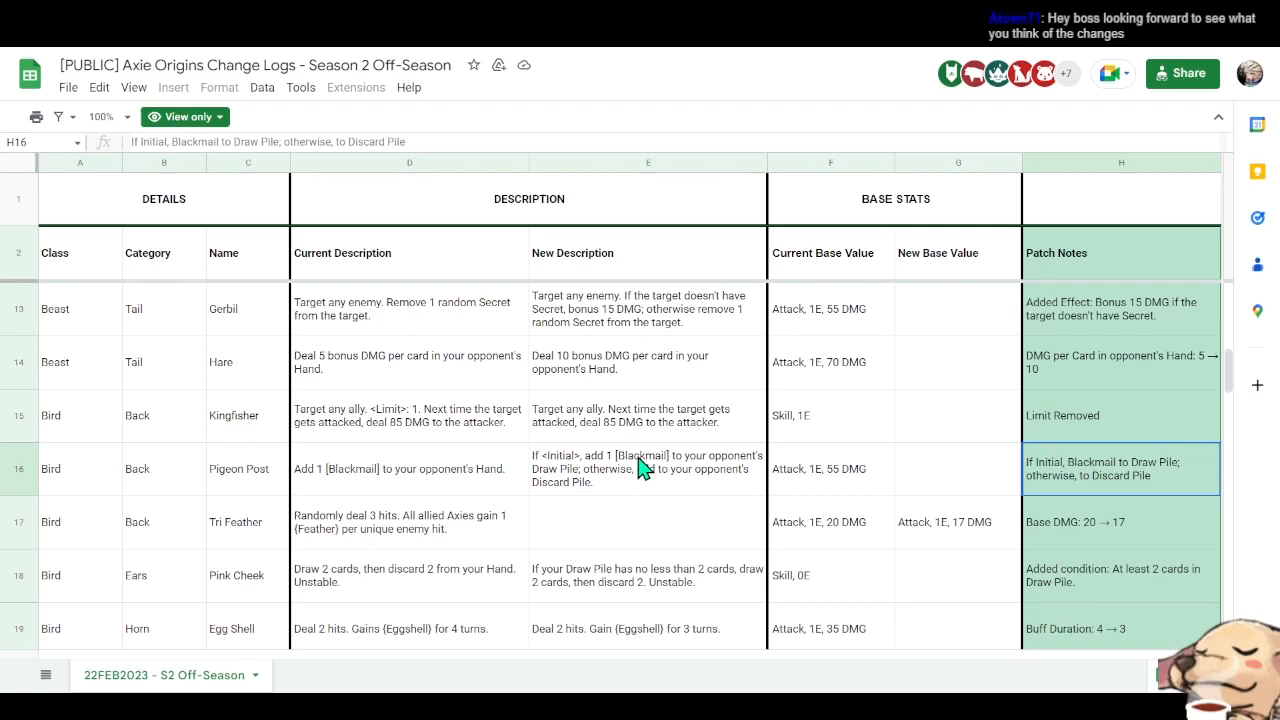 Asown71: Hey boss looking forward to see what
you think of the changes
[PUBLIC] Axie Origins Change Logs - Season 2 Off-Season
+7
Share
File Edit View Insert Format Data Tools Extensions Help
100% View only
H16 fx If Initial, Blackmail to Draw Pile; otherwise, to Discard Pile
A B C D E F G H
1 DETAILS DESCRIPTION BASE STATS
2 Class Category Name Current Description New Description Current Base Value New Base Value Patch Notes
13 Beast Tail Gerbil
Target any enemy. Remove 1 random Secret
from the target.
Target any enemy. If the target doesn't have
Secret, bonus 15 DMG; otherwise remove 1
random Secret from the target.
Attack, 1E, 55 DMG
Added Effect: Bonus 15 DMG if the
target doesn't have Secret.
14 Beast Tail Hare
Deal 5 bonus DMG per card in your opponent's
Hand.
Deal 10 bonus DMG per card in your
opponent's Hand.
Attack, 1E, 70 DMG
DMG per Card in opponent's Hand: 5 →
10
15 Bird Back Kingfisher
Target any ally. <Limit>: 1. Next time the target
gets attacked, deal 85 DMG to the attacker.
Target any ally. Next time the target gets
attacked, deal 85 DMG to the attacker.
Skill, 1E
Limit Removed
16 Bird Back Pigeon Post
Add 1 [Blackmail] to your opponent's Hand.
If <Initial>, add 1 [Blackmail] to your opponent's
Draw Pile; otherwise, to your opponent's
Discard Pile.
Attack, 1E, 55 DMG
If Initial, Blackmail to Draw Pile;
otherwise, to Discard Pile
17 Bird Back Tri Feather
Randomly deal 3 hits. All allied Axies gain 1
{Feather} per unique enemy hit.
Attack, 1E, 20 DMG
Attack, 1E, 17 DMG
Base DMG: 20 → 17
18 Bird Ears Pink Cheek
Draw 2 cards, then discard 2 from your Hand.
Unstable.
If your Draw Pile has no less than 2 cards, draw
2 cards, then discard 2. Unstable.
Skill, 0E
Added condition: At least 2 cards in
Draw Pile.
19 Bird Horn Egg Shell
Deal 2 hits. Gains {Eggshell} for 4 turns.
Deal 2 hits. Gain {Eggshell} for 3 turns.
Attack, 1E, 35 DMG
Buff Duration: 4 → 3
22FEB2023 - S2 Off-Season